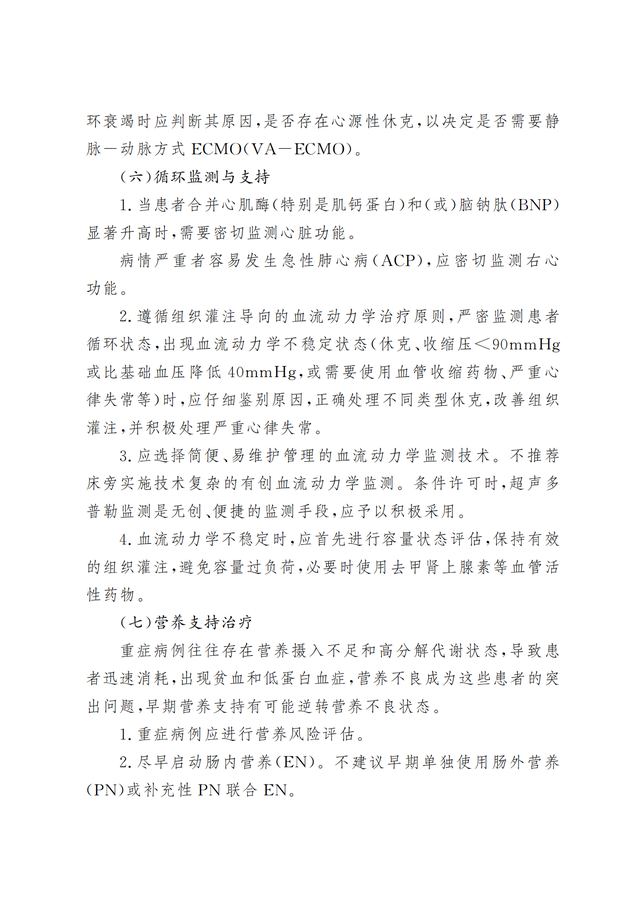 环衰竭时应判断其原因,是否存在心源性休克,以决定是否需要静
脉－动脉方式 ECMO(VA－ECMO)。
(六)循环监测与支持
1. 当患者合并心肌酶(特别是肌钙蛋白)和(或)脑钠肽(BNP)
显著升高时,需要密切监测心脏功能。
病情严重者容易发生急性肺心病(ACP),应密切监测右心
功能。
2. 遵循组织灌注导向的血流动力学治疗原则,严密监测患者
循环状态,出现血流动力学不稳定状态(休克、收缩压＜90mmHg
或比基础血压降低 40mmHg,或需要使用血管收缩药物、严重心
律失常等)时,应仔细鉴别原因,正确处理不同类型休克,改善组织
灌注,并积极处理严重心律失常。
3. 应选择简便、易维护管理的血流动力学监测技术。不推荐
床旁实施技术复杂的有创血流动力学监测。条件许可时,超声多
普勒监测是无创、便捷的监测手段,应予以积极采用。
4. 血流动力学不稳定时,应首先进行容量状态评估,保持有效
的组织灌注,避免容量过负荷,必要时使用去甲肾上腺素等血管活
性药物。
(七)营养支持治疗
重症病例往往存在营养摄入不足和高分解代谢状态,导致患
者迅速消耗,出现贫血和低蛋白血症,营养不良成为这些患者的突
出问题,早期营养支持有可能逆转营养不良状态。
1. 重症病例应进行营养风险评估。
2. 尽早启动肠内营养(EN)。不建议早期单独使用肠外营养
(PN)或补充性 PN 联合 EN。